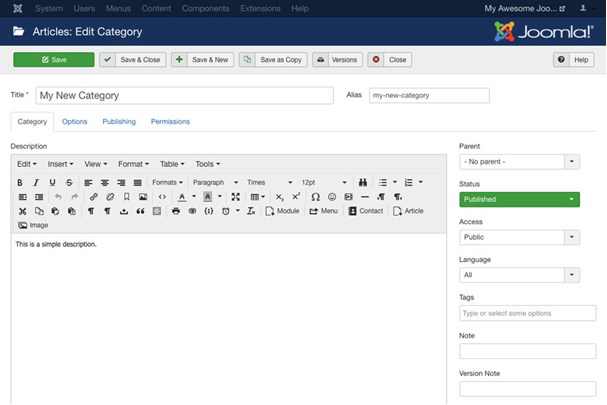 System Users Menus Content Components Extensions Help My Awesome Joo...
Articles: Edit Category Joomla!
Save Save & Close Save & New Save as Copy Versions Close Help
Title * My New Category Alias my-new-category
Category Options Publishing Permissions
Description
Edit Insert View Format Table Tools
B I U S Formats Paragraph Times 12pt
Module Menu Contact Article
Image
This is a simple description.
Parent
- No parent -
Status
Published
Access
Public
Language
All
Tags
Type or select some options
Note
Version Note